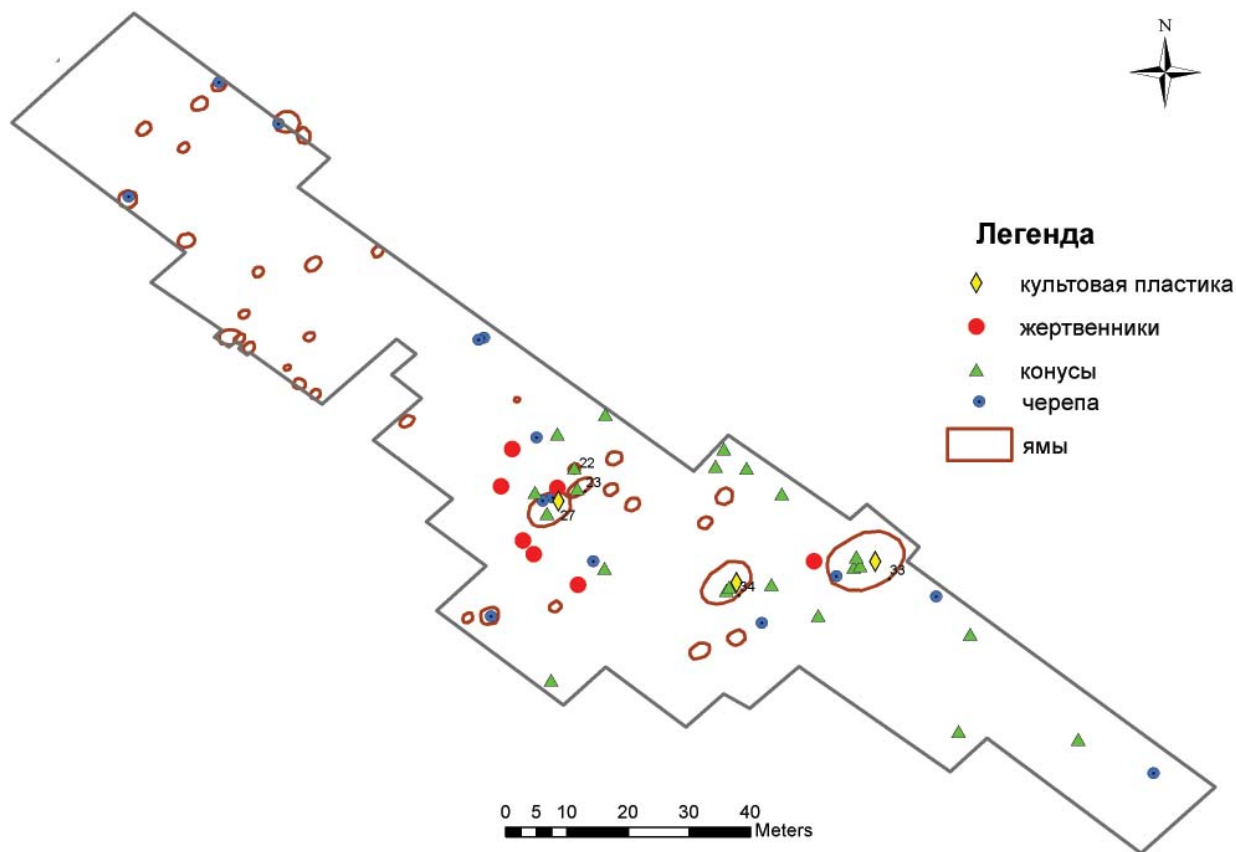 N
Легенда
культовая пластика
жертвенники
конусы
черепа
ямы
22
23
27
33
34
0 5 10 20 30 40
Meters